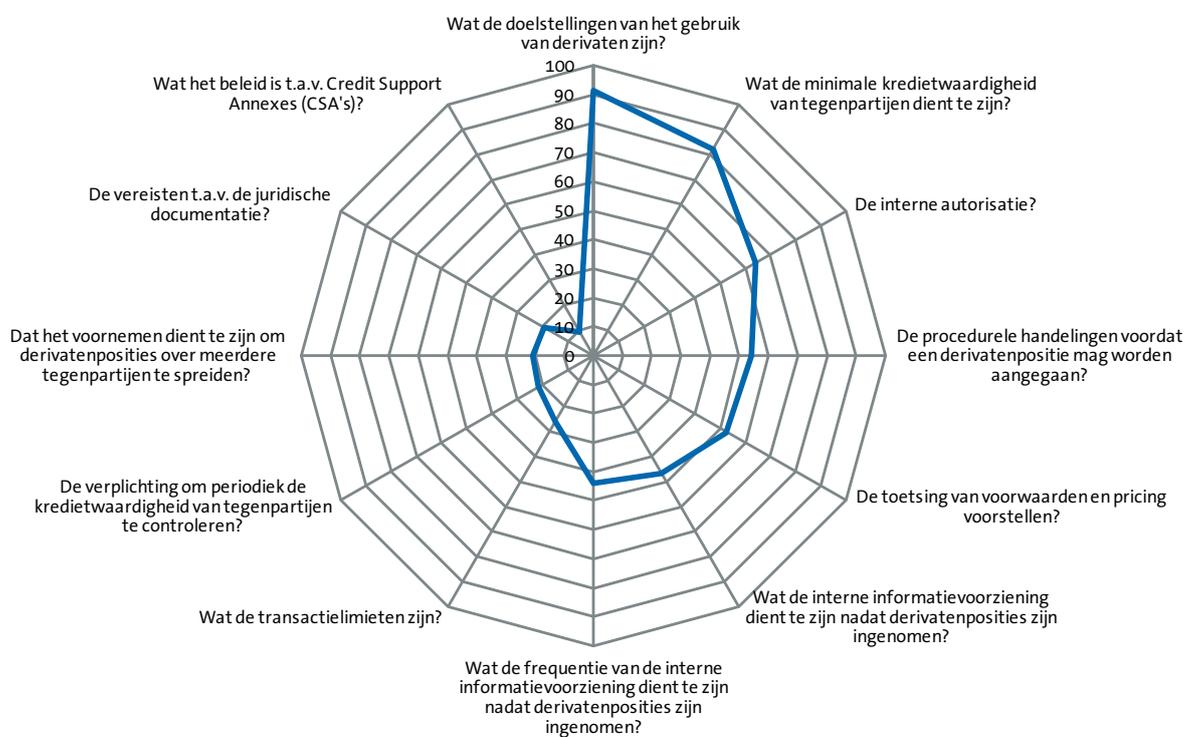 Wat de doelstellingen van het gebruik
van derivaten zijn?
Wat de minimale kredietwaardigheid
van tegenpartijen dient te zijn?
De interne autorisatie?
De procedurele handelingen voordat
een derivatenpositie mag worden
aangegaan?
De toetsing van voorwaarden en pricing
voorstellen?
Wat de interne informatievoorziening
dient te zijn nadat derivatenposities zijn
ingenomen?
Wat de frequentie van de interne
informatievoorziening dient te zijn
nadat derivatenposities zijn
ingenomen?
Wat de transactielimieten zijn?
De verplichting om periodiek de
kredietwaardigheid van tegenpartijen
te controleren?
Dat het voornemen dient te zijn om
derivatenposities over meerdere
tegenpartijen te spreiden?
De vereisten t.a.v. de juridische
documentatie?
Wat het beleid is t.a.v. Credit Support
Annexes (CSA's)?
100
90
80
70
60
50
40
30
20
10
0